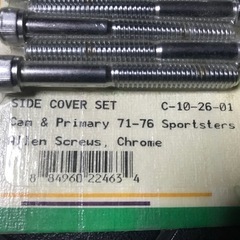 SIDE COVER SET C-10-26-01
Cam & Primary 71-76 Sportsters
Allen Screws, Chrome
8 84960 22463 4